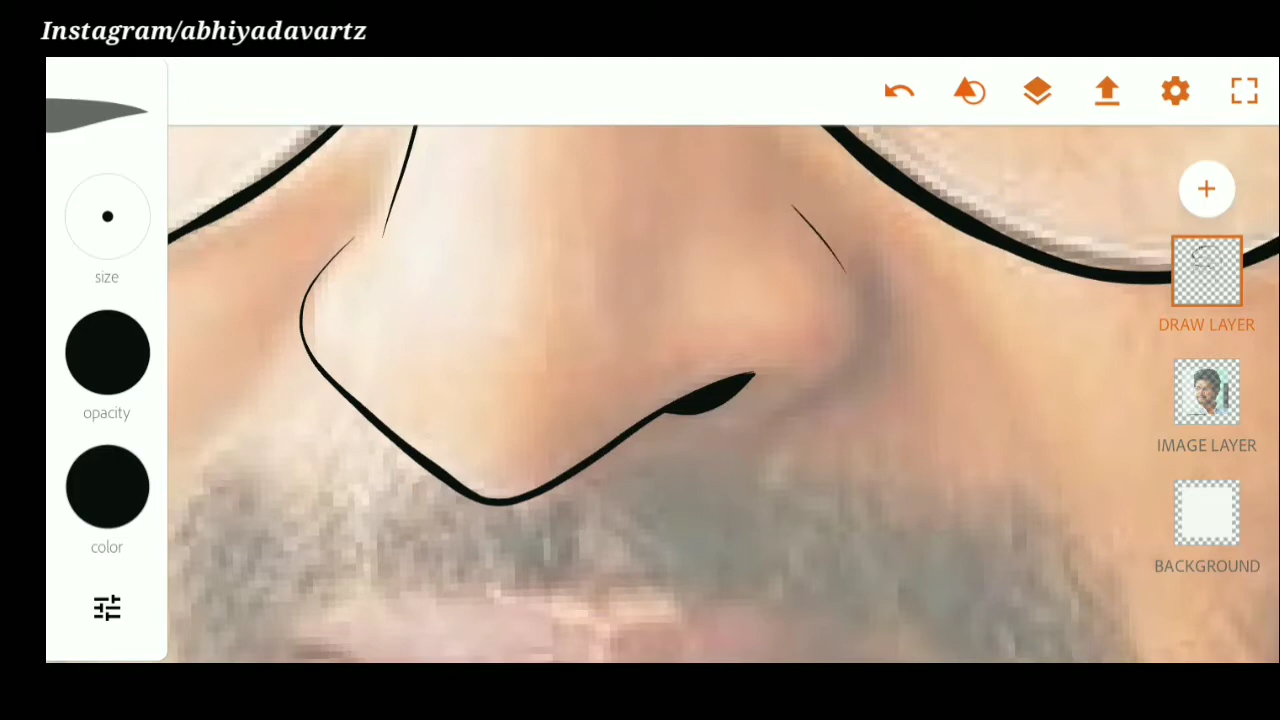 Instagram/abhiyadavartz
size
DRAW LAYER
opacity
IMAGE LAYER
color
BACKGROUND